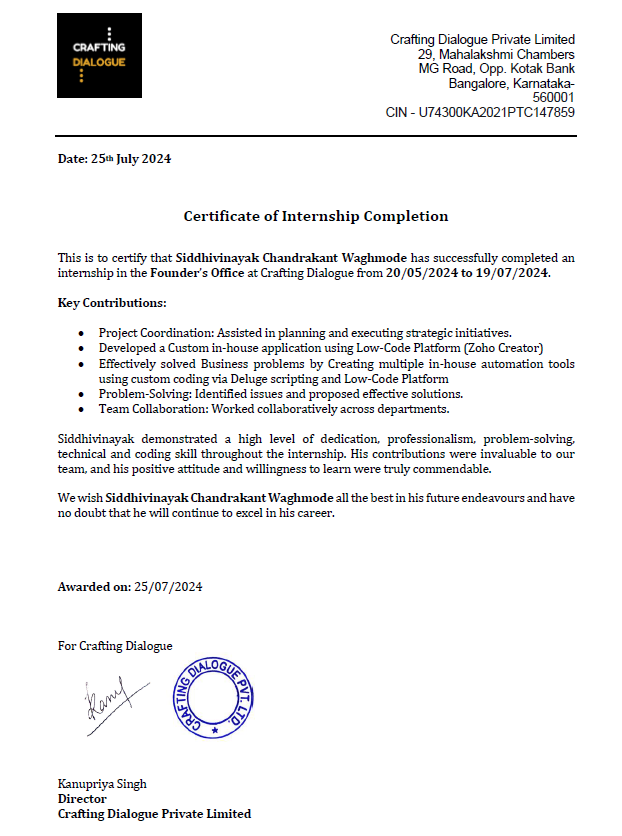 CRAFTING
DIALOGUE
Crafting Dialogue Private Limited
29, Mahalakshmi Chambers
MG Road, Opp. Kotak Bank
Bangalore, Karnataka-
560001
CIN - U74300KA2021PTC147859
Date: 25th July 2024
Certificate of Internship Completion
This is to certify that Siddhivinayak Chandrakant Waghmode has successfully completed an
internship in the Founder's Office at Crafting Dialogue from 20/05/2024 to 19/07/2024.
Key Contributions:
• Project Coordination: Assisted in planning and executing strategic initiatives.
• Developed a Custom in-house application using Low-Code Platform (Zoho Creator)
• Effectively solved Business problems by Creating multiple in-house automation tools
using custom coding via Deluge scripting and Low-Code Platform
• Problem-Solving: Identified issues and proposed effective solutions.
• Team Collaboration: Worked collaboratively across departments.
Siddhivinayak demonstrated a high level of dedication, professionalism, problem-solving,
technical and coding skill throughout the internship. His contributions were invaluable to our
team, and his positive attitude and willingness to learn were truly commendable.
We wish Siddhivinayak Chandrakant Waghmode all the best in his future endeavours and have
no doubt that he will continue to excel in his career.
Awarded on: 25/07/2024
For Crafting Dialogue
CRAFTING DIALOGUE PVT. LTD.
Kanupriya Singh
Director
Crafting Dialogue Private Limited